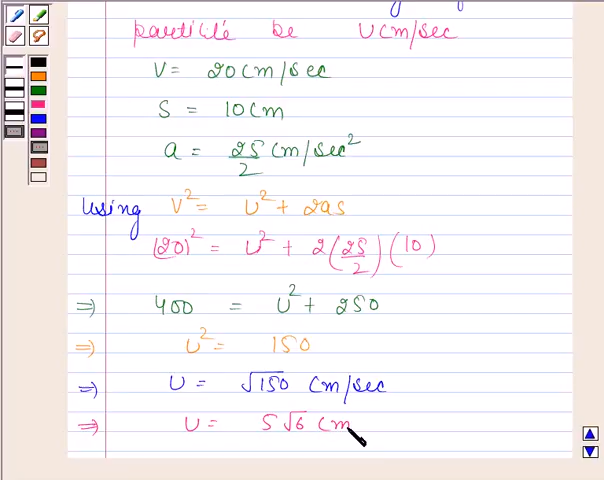 particle be U cm/sec
V = 20 cm/sec
S = 10 cm
a = 25/2 cm/sec²
Using V² = U² + 2as
(20)² = U² + 2(25/2)(10)
⇒ 400 = U² + 250
⇒ U² = 150
⇒ U = √150 cm/sec
⇒ U = 5√6 cm